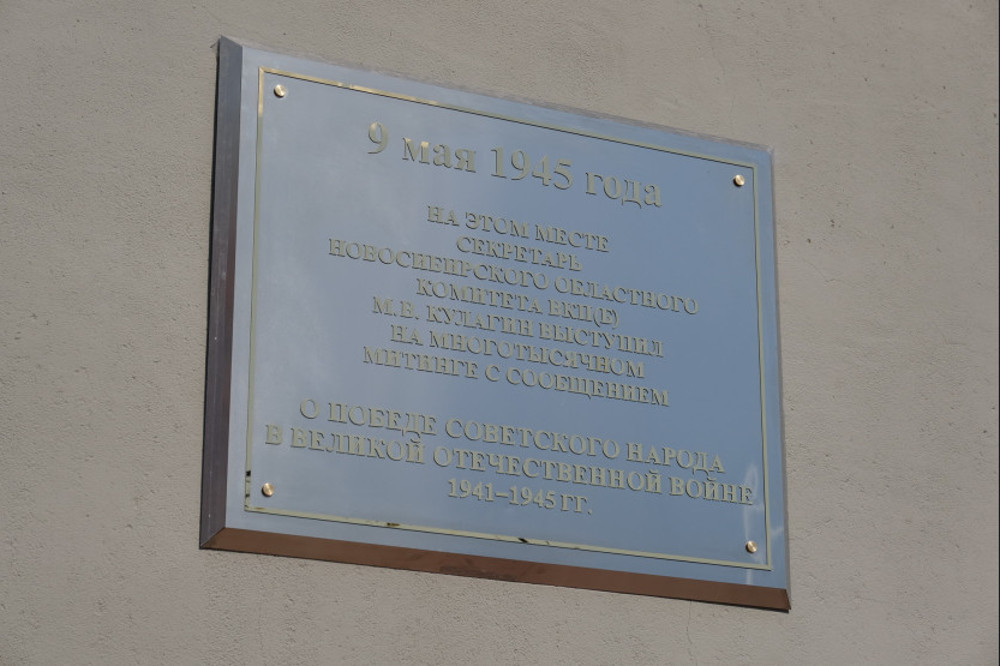 9 мая 1945 года
НА ЭТОМ МЕСТЕ
СЕКРЕТАРЬ
НОВОСИБИРСКОГО ОБЛАСТНОГО
КОМИТЕТА ВКП(Б)
М. В. КУЛАГИН ВЫСТУПИЛ
НА МНОГОТЫСЯЧНОМ
МИТИНГЕ С СООБЩЕНИЕМ
О ПОБЕДЕ СОВЕТСКОГО НАРОДА
В ВЕЛИКОЙ ОТЕЧЕСТВЕННОЙ ВОЙНЕ
1941–1945 ГГ.